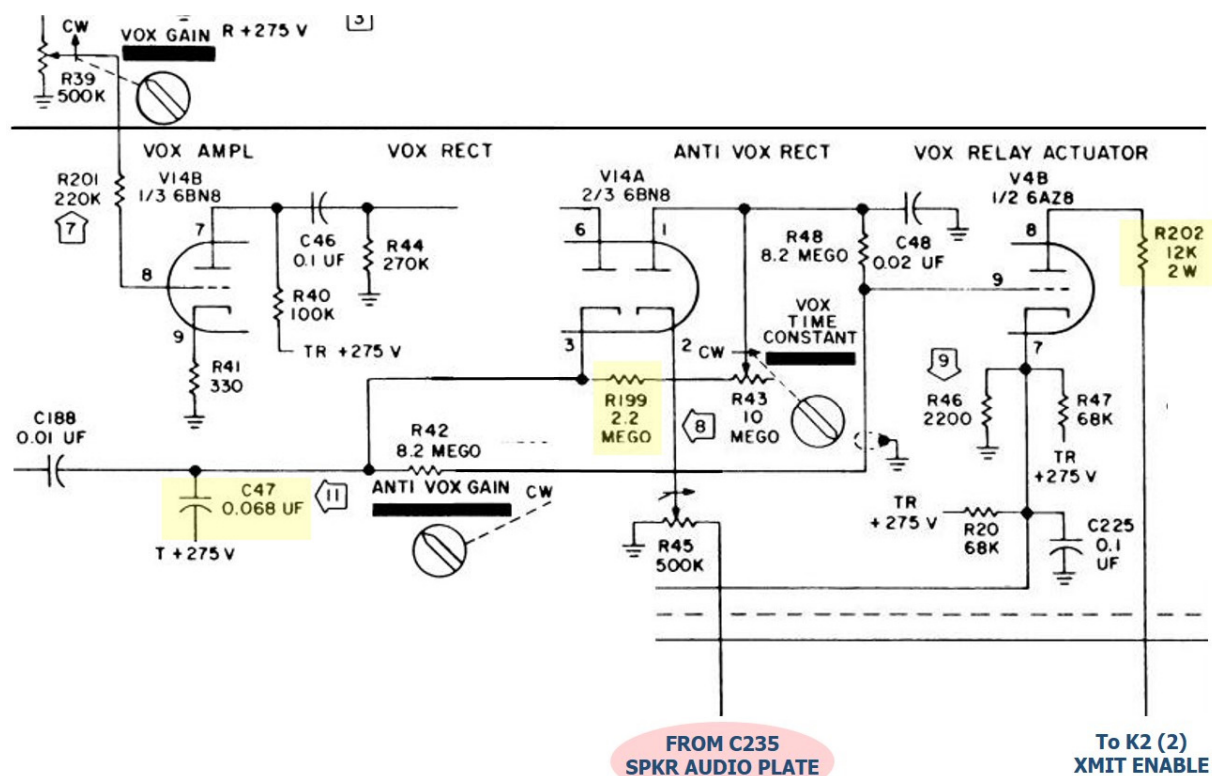 CW
VOX GAIN
R +275 V
3
R39
500K
VOX AMPL
VOX RECT
ANTI VOX RECT
VOX RELAY ACTUATOR
R201
220K
7
V14B
1/3 6BN8
V14A
2/3 6BN8
V4B
1/2 6AZ8
7
8
9
C46
0.1 UF
R44
270K
R40
100K
TR +275 V
R41
330
6
1
3
2
R48
8.2 MEGO
C48
0.02 UF
VOX
TIME
CONSTANT
CW
8
9
7
R202
12K
2 W
9
R46
2200
R47
68K
TR
+275 V
R199
2.2
MEGO
8
R43
10
MEGO
C188
0.01 UF
R42
8.2 MEGO
C47
0.068 UF
11
ANTI VOX GAIN
CW
T +275 V
R45
500K
TR
+275 V
R20
68K
C225
0.1
UF
FROM C235
SPKR AUDIO PLATE
To K2 (2)
XMIT ENABLE